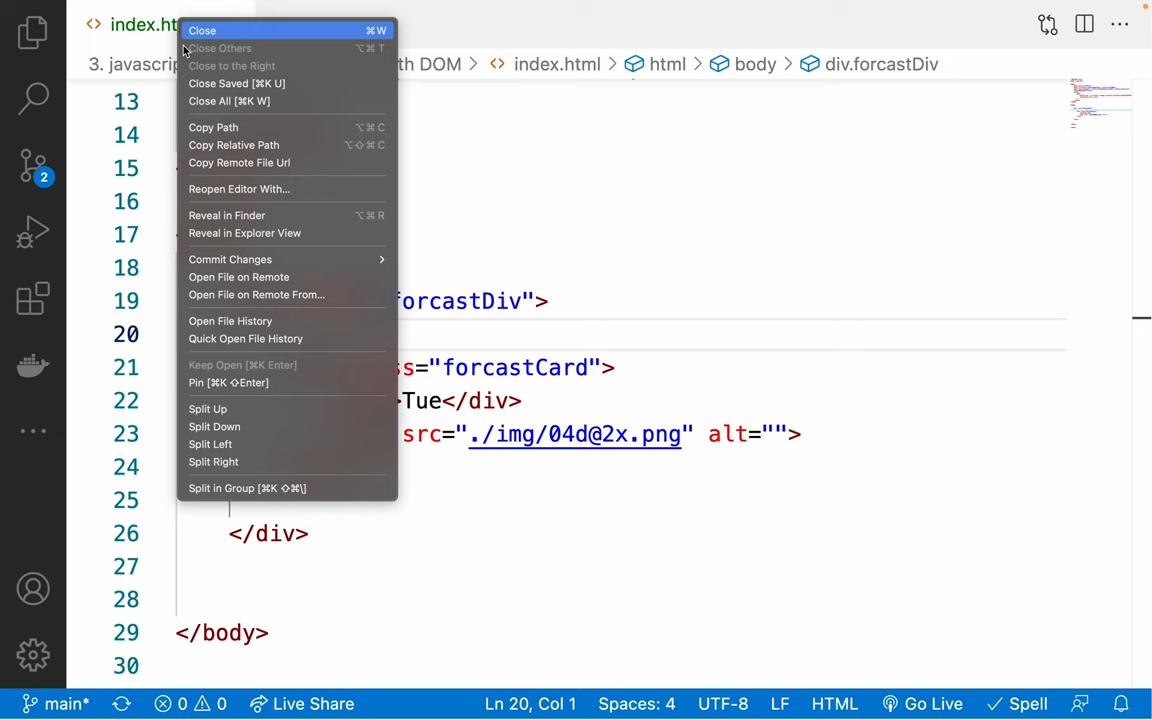 index.ht
3. javascrip
th DOM > index.html > html > body > div.forcastDiv
Close ⌘W
Close Others ⌥⌘T
Close to the Right
Close Saved [⌘K U]
Close All [⌘K W]
Copy Path ⌥⌘C
Copy Relative Path ⌥⇧⌘C
Copy Remote File Url
Reopen Editor With...
Reveal in Finder ⌥⌘R
Reveal in Explorer View
Commit Changes >
Open File on Remote
Open File on Remote From...
Open File History
Quick Open File History
Keep Open [⌘K Enter]
Pin [⌘K ⇧Enter]
Split Up
Split Down
Split Left
Split Right
Split in Group [⌘K ⇧⌘\]
13
14
15
16
17
18
19 forcastDiv">
20
21 ss="forcastCard">
22 >Tue</div>
23 src="./img/04d@2x.png" alt="">
24
25
26 </div>
27
28
29 </body>
30
2
main* 0 0 Live Share Ln 20, Col 1 Spaces: 4 UTF-8 LF HTML Go Live Spell